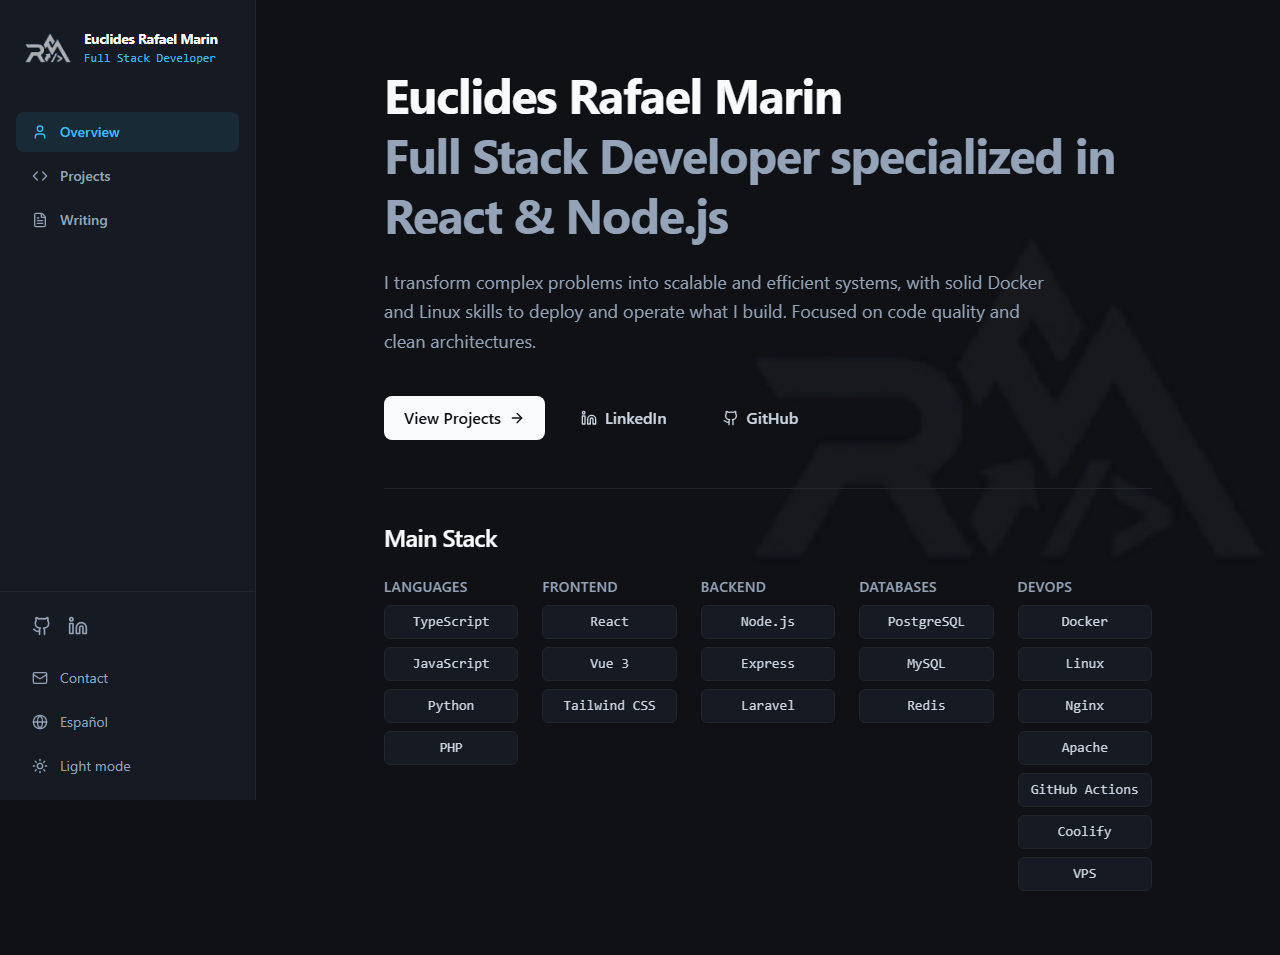 Euclides Rafael Marin
Full Stack Developer
Overview
Projects
Writing
Contact
Español
Light mode
Euclides Rafael Marin
Full Stack Developer specialized in
React & Node.js
I transform complex problems into scalable and efficient systems, with solid Docker
and Linux skills to deploy and operate what I build. Focused on code quality and
clean architectures.
View Projects →
LinkedIn
GitHub
Main Stack
LANGUAGES
TypeScript
JavaScript
Python
PHP
FRONTEND
React
Vue 3
Tailwind CSS
BACKEND
Node.js
Express
Laravel
DATABASES
PostgreSQL
MySQL
Redis
DEVOPS
Docker
Linux
Nginx
Apache
GitHub Actions
Coolify
VPS